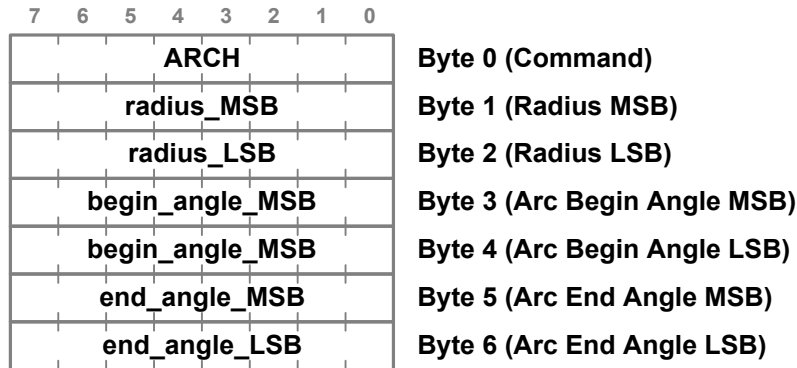 7 6 5 4 3 2 1 0
ARCH Byte 0 (Command)
radius_MSB Byte 1 (Radius MSB)
radius_LSB Byte 2 (Radius LSB)
begin_angle_MSB Byte 3 (Arc Begin Angle MSB)
begin_angle_MSB Byte 4 (Arc Begin Angle LSB)
end_angle_MSB Byte 5 (Arc End Angle MSB)
end_angle_LSB Byte 6 (Arc End Angle LSB)